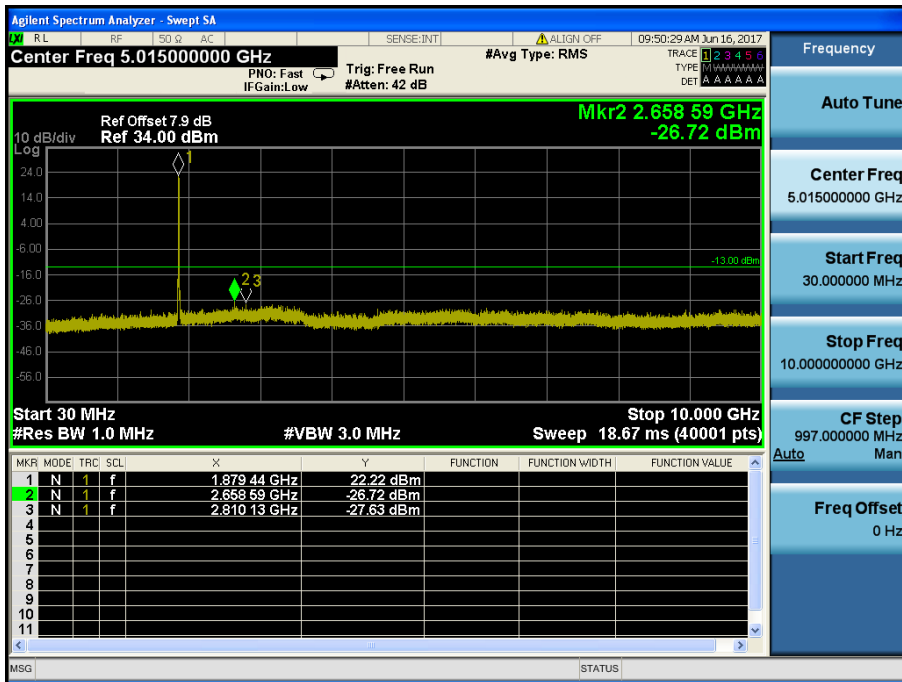 Agilent Spectrum Analyzer - Swept SA
LXI RL RF 50 Ω AC SENSE:INT ALIGN OFF 09:50:29 AM Jun 16, 2017
Center Freq 5.015000000 GHz
PNO: Fast
IFGain:Low
Trig: Free Run
#Atten: 42 dB
#Avg Type: RMS
TRACE 1 2 3 4 5 6
TYPE M WWWWW
DET A A A A A A
Frequency
Auto Tune
Center Freq
5.015000000 GHz
Start Freq
30.000000 MHz
Stop Freq
10.000000000 GHz
CF Step
997.000000 MHz
Auto Man
Freq Offset
0 Hz
Mkr2 2.658 59 GHz
-26.72 dBm
Ref Offset 7.9 dB
10 dB/div Ref 34.00 dBm
Log
24.0
14.0
4.00
-6.00
-16.0
-26.0
-36.0
-46.0
-56.0
1
-13.00 dBm
2 3
Start 30 MHz Stop 10.000 GHz
#Res BW 1.0 MHz #VBW 3.0 MHz Sweep 18.67 ms (40001 pts)
MKR MODE TRC SCL X Y FUNCTION FUNCTION WIDTH FUNCTION VALUE
1 N 1 f 1.879 44 GHz 22.22 dBm
2 N 1 f 2.658 59 GHz -26.72 dBm
3 N 1 f 2.810 13 GHz -27.63 dBm
4
5
6
7
8
9
10
11
MSG STATUS